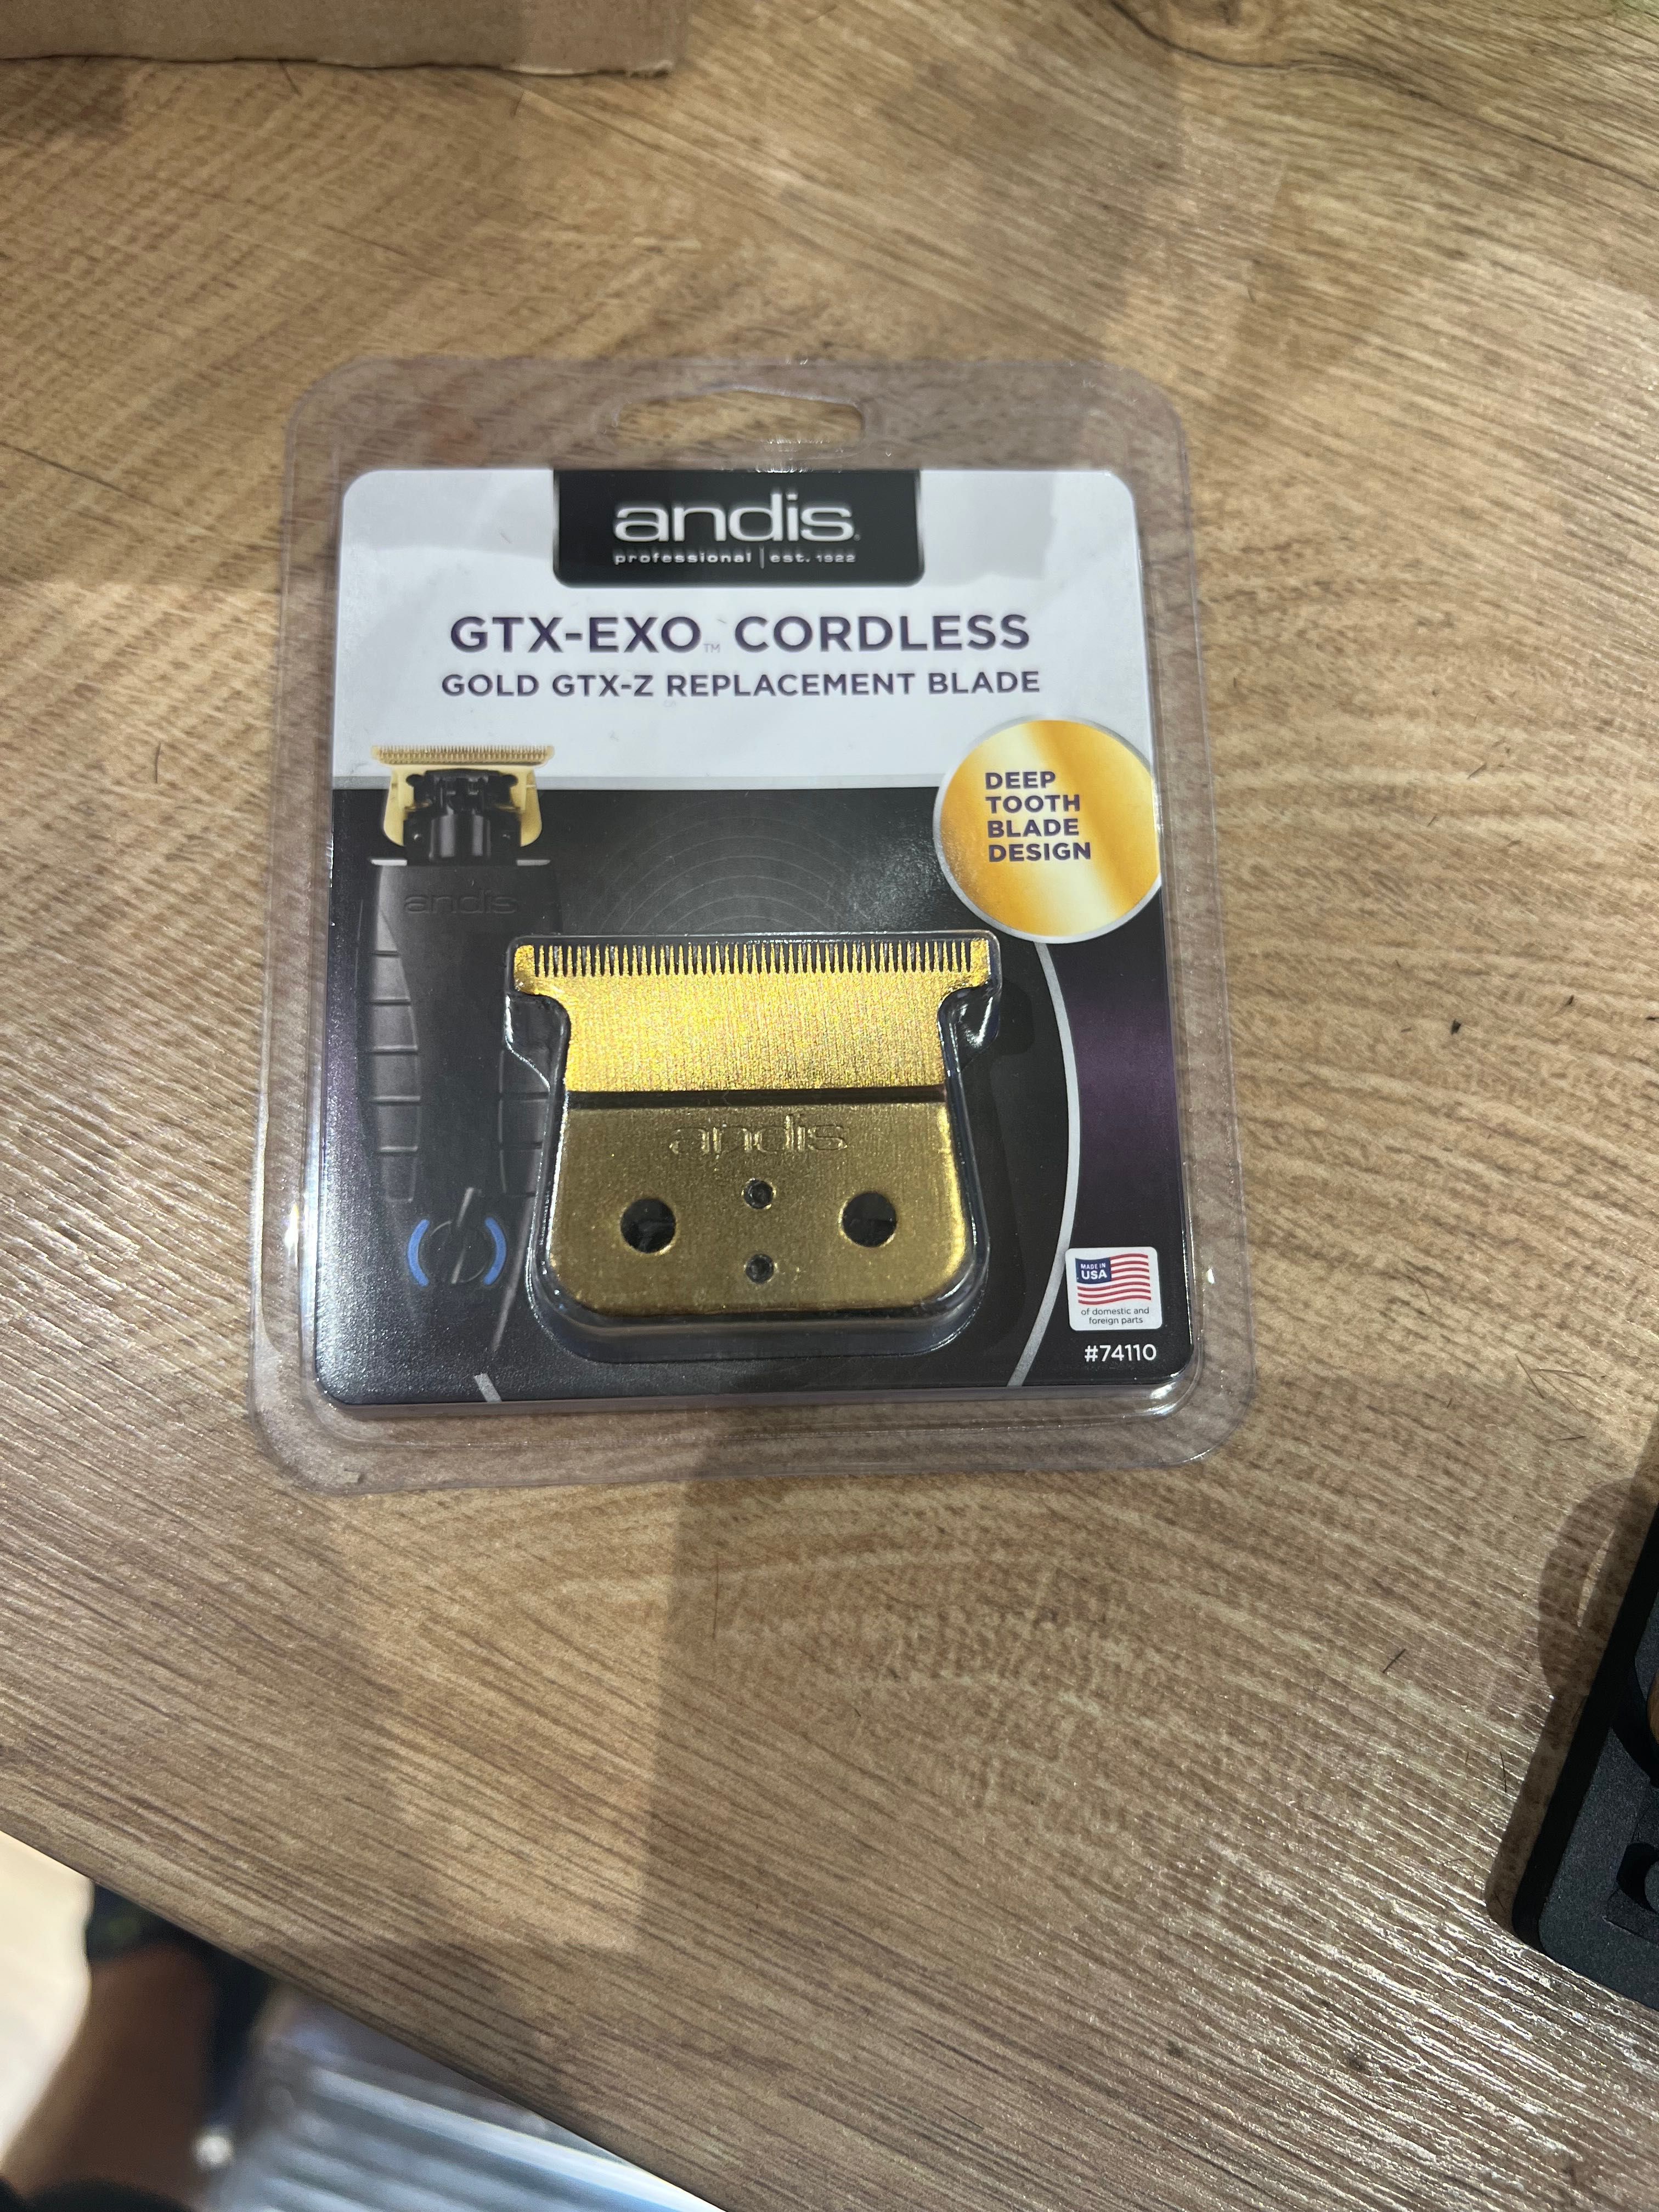 andis
professional | est. 1922
GTX-EXO™ CORDLESS
GOLD GTX-Z REPLACEMENT BLADE
DEEP
TOOTH
BLADE
DESIGN
andis
andis
MADE IN
USA
of domestic and
foreign parts
#74110